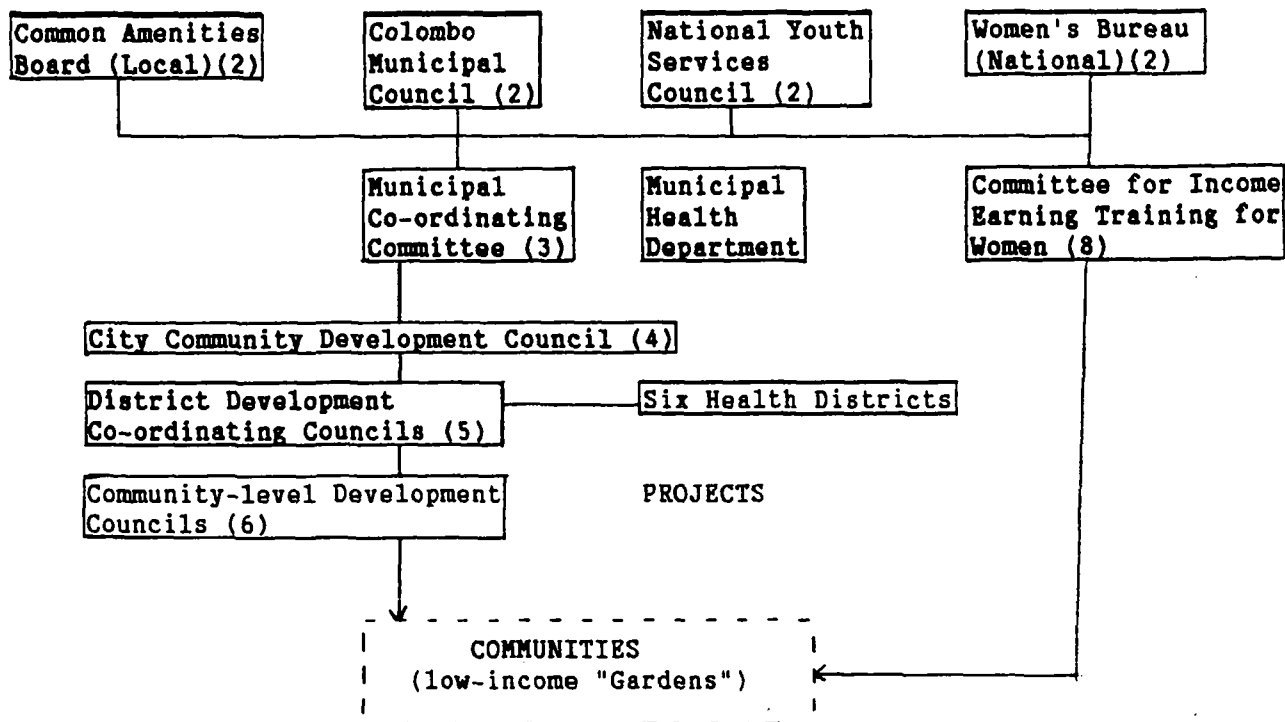 Common Amenities
Board (Local)(2)
Colombo
Municipal
Council (2)
National Youth
Services
Council (2)
Women's Bureau
(National)(2)
Municipal
Co-ordinating
Committee (3)
Municipal
Health
Department
Committee for Income
Earning Training for
Women (8)
City Community Development Council (4)
District Development
Co-ordinating Councils (5)
Six Health Districts
Community-level Development
Councils (6)
PROJECTS
COMMUNITIES
(low-income "Gardens")